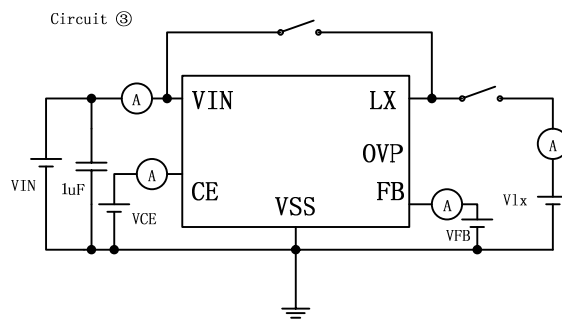 Circuit ③
A
VIN
LX
A
OVP
VIN
1uF
A
CE
FB
A
Vlx
VCE
VSS
VFB